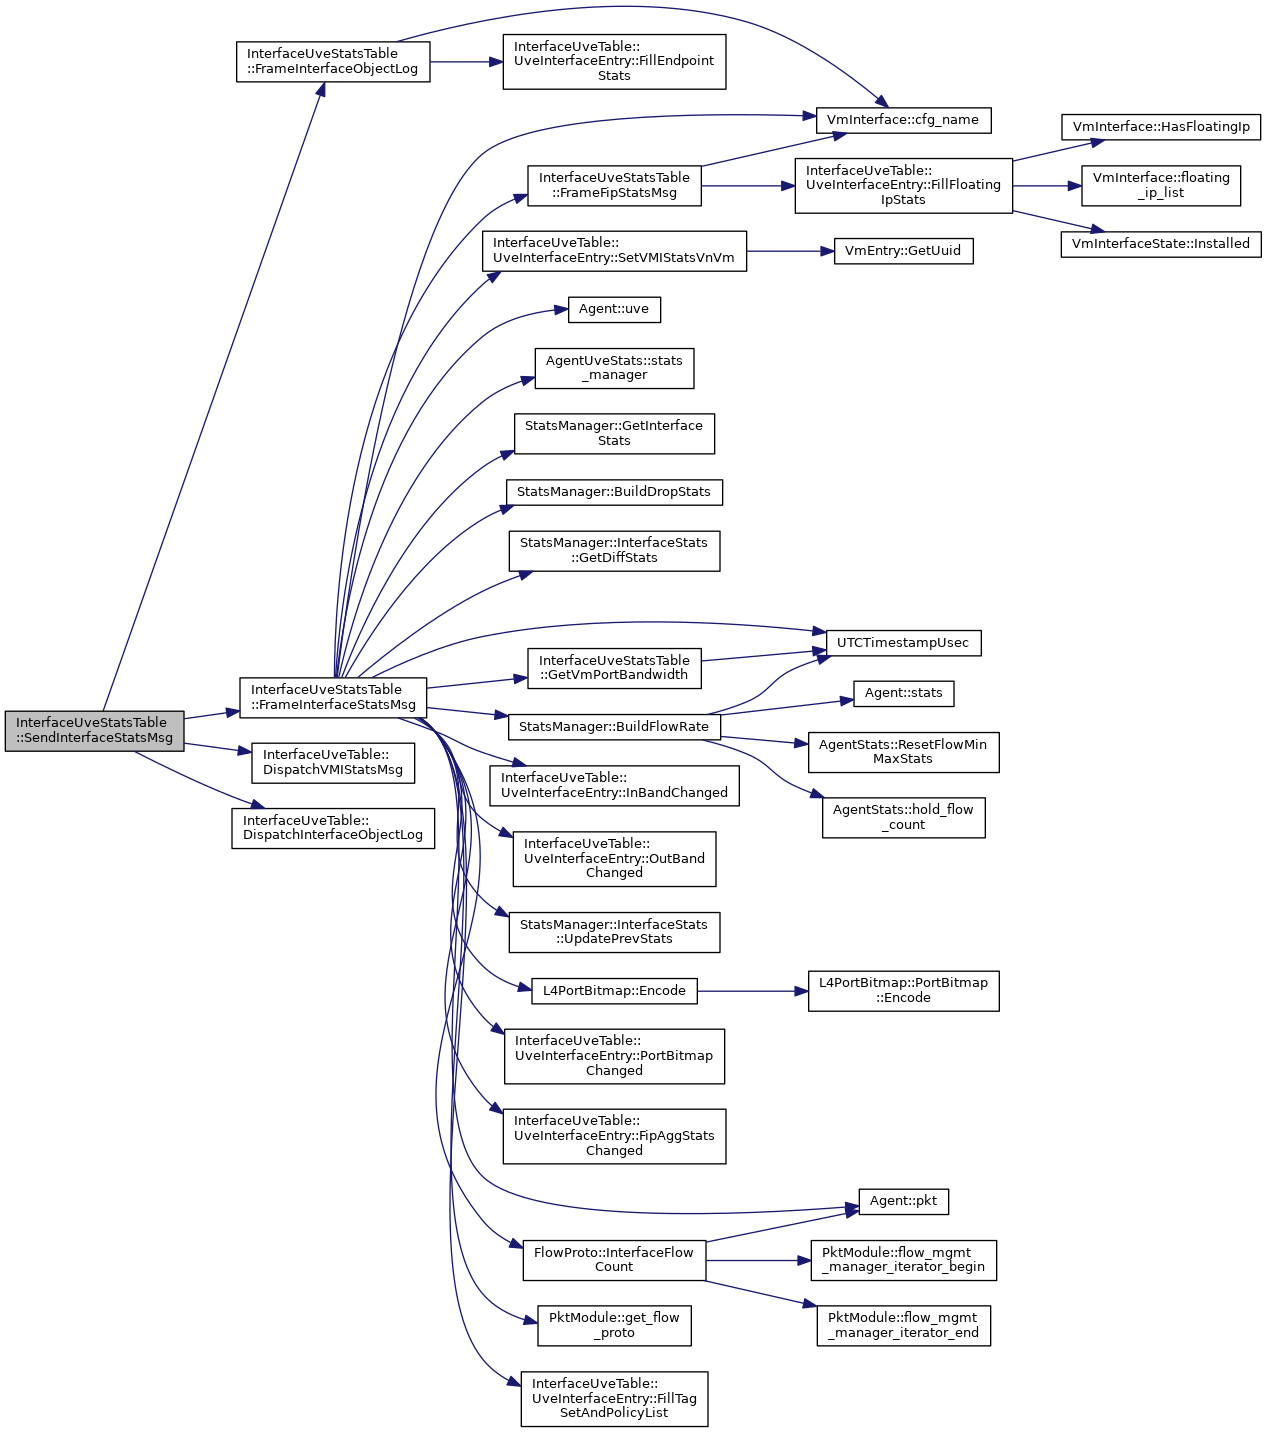 InterfaceUveStatsTable
::FrameInterfaceObjectLog
InterfaceUveTable::
UveInterfaceEntry::FillEndpoint
Stats
VmInterface::cfg_name
VmInterface::HasFloatingIp
InterfaceUveStatsTable
::FrameFipStatsMsg
InterfaceUveTable::
UveInterfaceEntry::FillFloating
IpStats
VmInterface::floating
_ip_list
VmInterfaceState::Installed
InterfaceUveTable::
UveInterfaceEntry::SetVMIStatsVnVm
VmEntry::GetUuid
Agent::uve
AgentUveStats::stats
_manager
StatsManager::GetInterface
Stats
StatsManager::BuildDropStats
StatsManager::InterfaceStats
::GetDiffStats
UTCTimestampUsec
InterfaceUveStatsTable
::GetVmPortBandwidth
InterfaceUveStatsTable
::FrameInterfaceStatsMsg
Agent::stats
InterfaceUveStatsTable
::SendInterfaceStatsMsg
StatsManager::BuildFlowRate
AgentStats::ResetFlowMin
MaxStats
InterfaceUveTable::
DispatchVMIStatsMsg
InterfaceUveTable::
UveInterfaceEntry::InBandChanged
AgentStats::hold_flow
_count
InterfaceUveTable::
DispatchInterfaceObjectLog
InterfaceUveTable::
UveInterfaceEntry::OutBand
Changed
StatsManager::InterfaceStats
::UpdatePrevStats
L4PortBitmap::Encode
L4PortBitmap::PortBitmap
::Encode
InterfaceUveTable::
UveInterfaceEntry::PortBitmap
Changed
InterfaceUveTable::
UveInterfaceEntry::FipAggStats
Changed
Agent::pkt
FlowProto::InterfaceFlow
Count
PktModule::flow_mgmt
_manager_iterator_begin
PktModule::get_flow
_proto
PktModule::flow_mgmt
_manager_iterator_end
InterfaceUveTable::
UveInterfaceEntry::FillTag
SetAndPolicyList